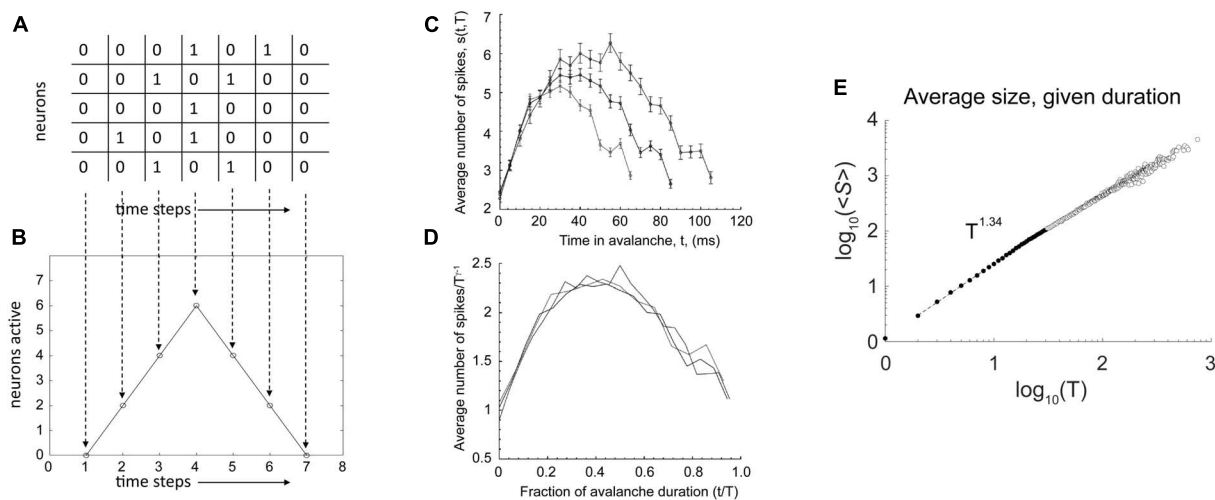 A
0 0 0 1 0 1 0
0 0 1 0 1 0 0
0 0 0 1 0 0 0
0 1 0 1 0 0 0
0 0 1 0 1 0 0
neurons
time steps
B
neurons active
7
6
5
4
3
2
1
0
0 1 2 3 4 5 6 7 8
time steps
C
Average number of spikes, s(t,T)
7
6
5
4
3
2
0 20 40 60 80 100 120
Time in avalanche, t, (ms)
D
Average number of spikes/Tγ-1
2.5
2
1.5
1
0.5
0 0.2 0.4 0.6 0.8 1.0
Fraction of avalanche duration (t/T)
E
Average size, given duration
log10(<S>)
4
3
2
1
0
T1.34
0 1 2
log10(T)